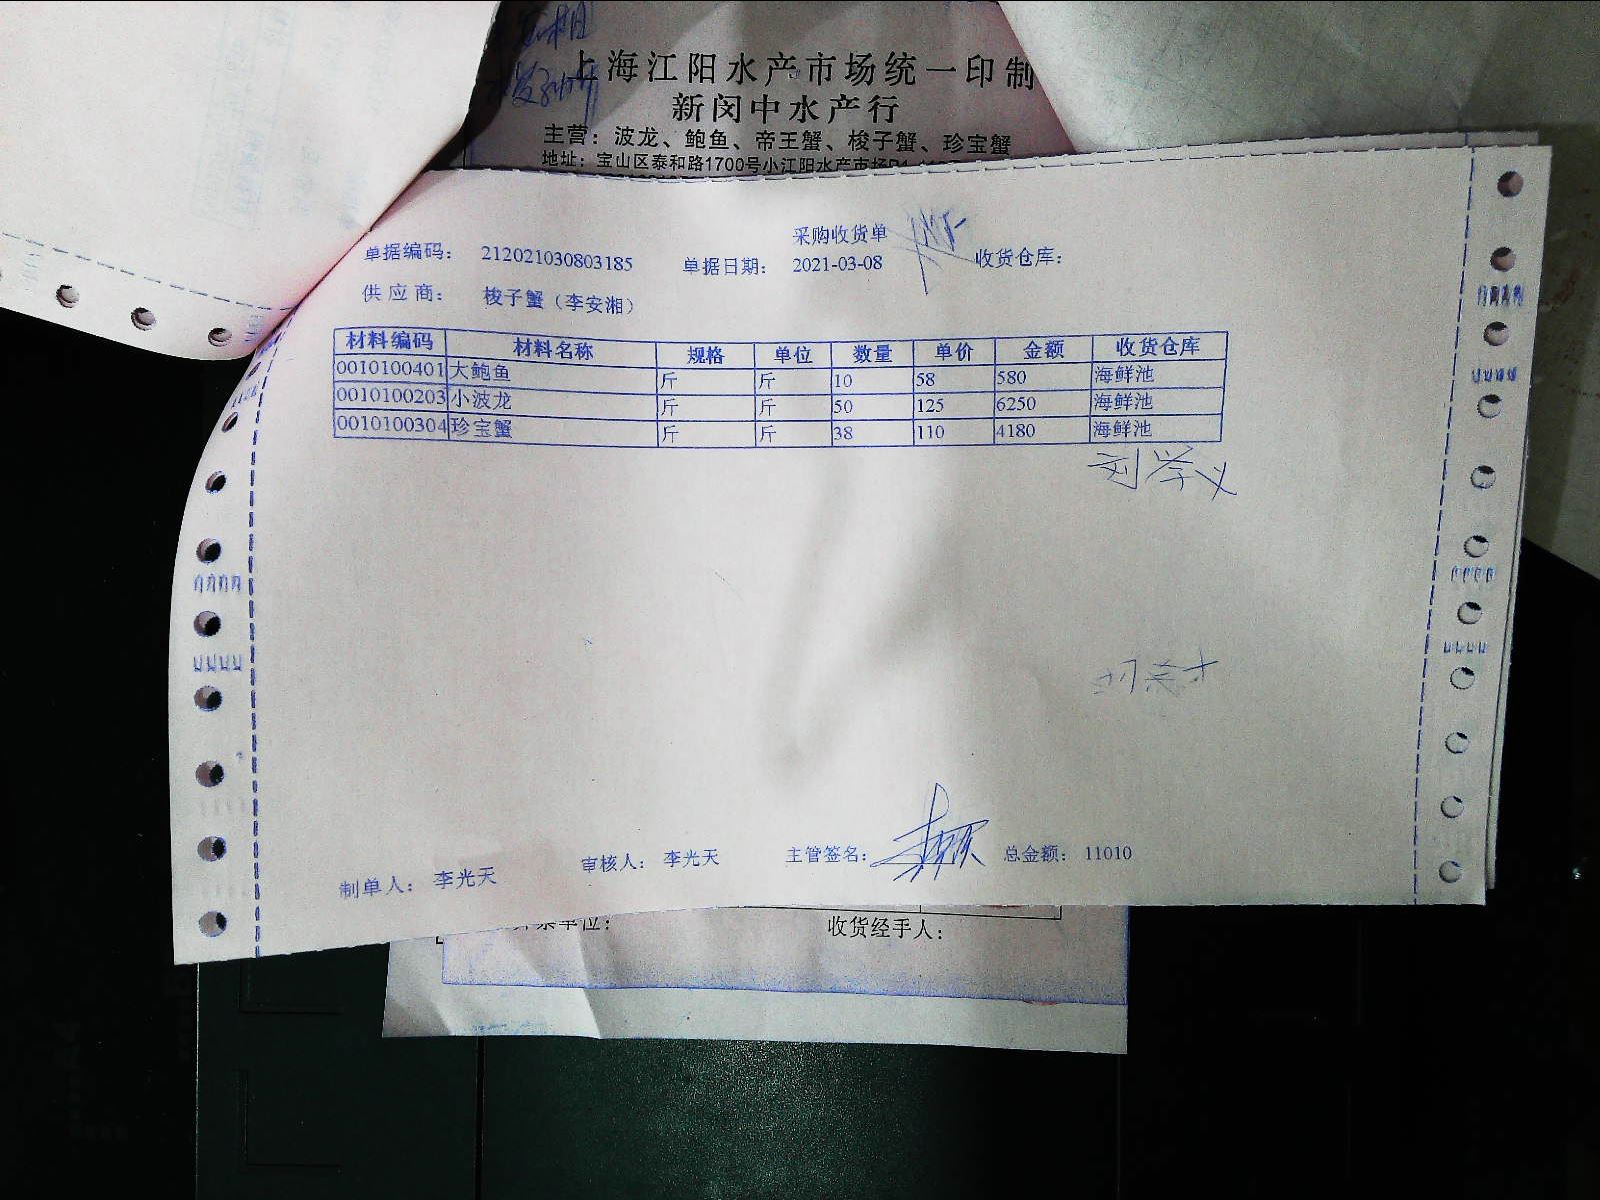 上海江阳水产市场统一印制
新闵中水产行
主营：波龙、鲍鱼、帝王蟹、梭子蟹、珍宝蟹
地址：宝山区泰和路1700号小江阳水产市场
采购收货单
单据编码： 212021030803185 单据日期： 2021-03-08 收货仓库：
供应商： 梭子蟹（李安湘）
材料编码 材料名称 规格 单位 数量 单价 金额 收货仓库
0010100401 大鲍鱼 斤 斤 10 58 580 海鲜池
0010100203 小波龙 斤 斤 50 125 6250 海鲜池
0010100304 珍宝蟹 斤 斤 38 110 4180 海鲜池
刘学义
制单人： 李光天 审核人： 李光天 主管签名： 总金额： 11010
单位： 收货经手人：